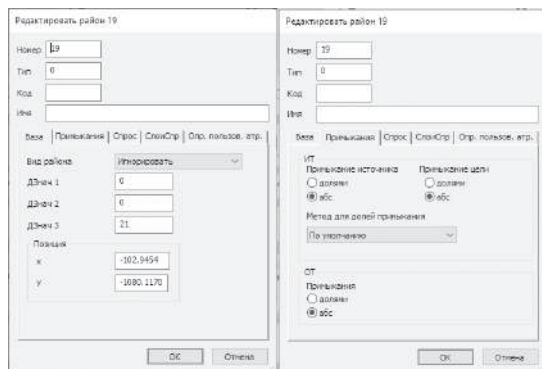 Редактировать район 19
Номер 19
Тип 0
Код
Имя
База Примыкания Спрос СлоиСпр Опр. пользов. атр.
Вид района Игнорировать
ДЗнач 1 0
ДЗнач 2 0
ДЗнач 3 21
Позиция
x -102.9454
y -1080.1170
OK Отмена
Редактировать район 19
Номер 19
Тип 0
Код
Имя
База Примыкания Спрос СлоиСпр Опр. пользов. атр.
ИТ
Примыкание источника Примыкание цели
долями долями
абс абс
Метод для долей примыкания
По умолчанию
ОТ
Примыкания
долями
абс
OK Отмена